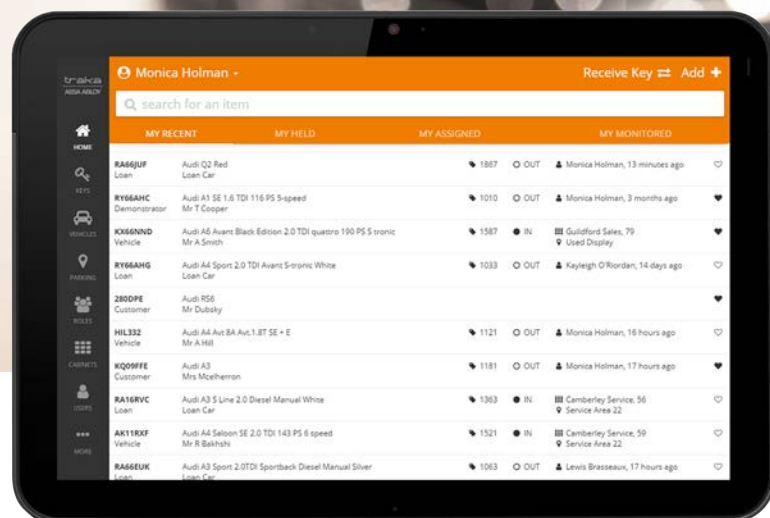 traka
ASSA ABLOY
Monica Holman
Receive Key Add +
search for an item
MY RECENT MY HELD MY ASSIGNED MY MONITORED
HOME
KEYS
VEHICLES
PARKING
ROLES
CABINETS
USERS
MORE
RA66JUF Audi Q2 Red 1867 OUT Monica Holman, 13 minutes ago
Loan Loan Car
RY66AHC Audi A1 SE 1.6 TDI 116 PS 5-speed 1010 OUT Monica Holman, 3 months ago
Demonstrator Mr T Cooper
KX66NND Audi A6 Avant Black Edition 2.0 TDI quattro 190 PS S tronic 1587 IN Guildford Sales, 79
Vehicle Mr A Smith Used Display
RY66AHG Audi A4 Sport 2.0 TDI Avant S-tronic White 1033 OUT Kayleigh O'Riordan, 14 days ago
Loan Loan Car
280DPE Audi RS6
Customer Mr Dubsky
HIL332 Audi A4 Avt 8A Avt.1.8T SE + E 1121 OUT Monica Holman, 16 hours ago
Vehicle Mr A Hill
KQ09FFE Audi A3 1181 OUT Monica Holman, 17 hours ago
Customer Mrs Mcelherron
RA16RVC Audi A3 S Line 2.0 Diesel Manual White 1363 IN Camberley Service, 56
Loan Loan Car Service Area 22
AK11RXF Audi A4 Saloon SE 2.0 TDI 143 PS 6 speed 1521 IN Camberley Service, 59
Vehicle Mr R Bakhshi Service Area 22
RA66EUK Audi A3 Sport 2.0TDI Sportback Diesel Manual Silver 1063 OUT Lewis Brasseaux, 17 hours ago
Loan Loan Car